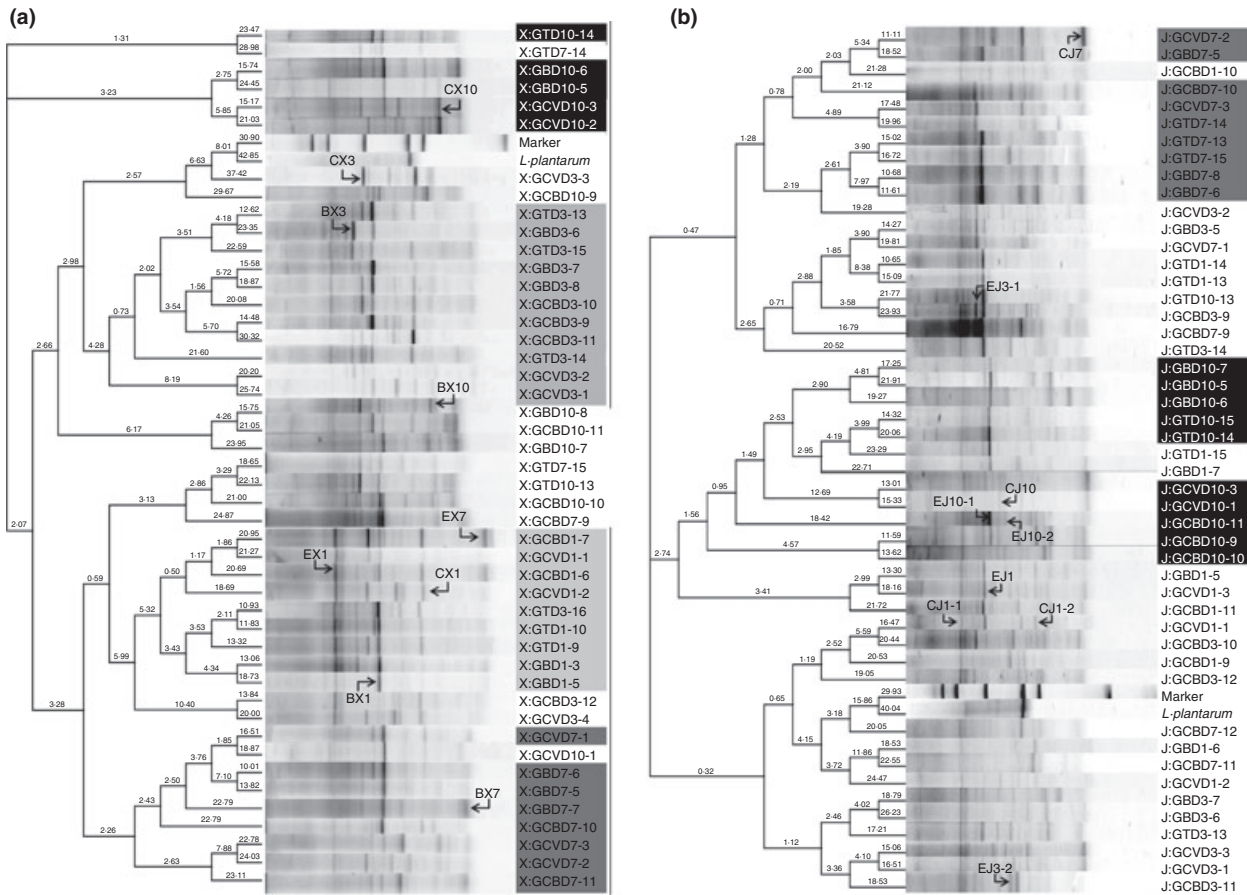 (a)
1·31
23·47
28·98
X:GTD10-14
X:GTD7-14
3·23
2·75
15·74
24·45
5·85
15·17
21·03
X:GBD10-6
X:GBD10-5
CX10
X:GCVD10-3
X:GCVD10-2
2·57
6·63
8·01
30·90
42·85
37·42
29·67
Marker
L-plantarum
CX3
X:GCVD3-3
X:GCBD10-9
2·98
3·51
4·18
12·62
23·35
22·59
X:GTD3-13
BX3
X:GBD3-6
X:GTD3-15
2·02
3·54
1·56
5·72
15·58
18·87
20·08
X:GBD3-7
X:GBD3-8
X:GCBD3-10
0·73
5·70
14·48
30·32
X:GCBD3-9
X:GCBD3-11
2·66
4·28
21·60
X:GTD3-14
8·19
20·20
25·74
X:GCVD3-2
X:GCVD3-1
BX10
6·17
4·26
15·75
21·05
23·95
X:GBD10-8
X:GCBD10-11
X:GBD10-7
2·07
3·13
2·86
3·29
18·65
22·13
21·00
24·87
X:GTD7-15
X:GTD10-13
X:GCBD10-10
X:GCBD7-9
EX7
0·59
5·32
0·50
1·17
1·86
20·95
21·27
20·69
18·69
X:GCBD1-7
X:GCVD1-1
EX1
X:GCBD1-6
CX1
X:GCVD1-2
5·99
3·43
3·53
2·11
10·93
11·83
13·32
X:GTD3-16
X:GTD1-10
X:GTD1-9
4·34
13·06
18·73
X:GBD1-3
X:GBD1-5
BX1
10·40
13·84
20·00
X:GCBD3-12
X:GCVD3-4
3·28
3·76
1·85
16·51
18·87
X:GCVD7-1
X:GCVD10-1
2·50
7·10
10·01
13·82
X:GBD7-6
X:GBD7-5
2·43
22·79
BX7
X:GBD7-7
22·79
X:GCBD7-10
2·26
2·63
7·88
22·78
24·03
23·11
X:GCVD7-3
X:GCVD7-2
X:GCBD7-11
(b)
2·03
5·34
11·11
18·52
CJ7
J:GCVD7-2
J:GBD7-5
2·00
21·28
J:GCBD1-10
0·78
21·12
J:GCBD7-10
4·89
17·48
19·96
J:GCVD7-3
J:GTD7-14
1·28
2·61
3·90
15·02
16·72
J:GTD7-13
J:GTD7-15
2·19
7·97
10·68
11·61
J:GBD7-8
J:GBD7-6
19·28
J:GCVD3-2
0·47
1·85
3·90
14·27
19·81
J:GBD3-5
J:GCVD7-1
2·88
8·38
10·65
15·09
J:GTD1-14
J:GTD1-13
0·71
3·58
21·77
23·93
EJ3-1
J:GTD10-13
J:GCBD3-9
2·65
16·79
J:GCBD7-9
20·52
J:GTD3-14
2·90
4·81
17·25
21·91
19·27
J:GBD10-7
J:GBD10-5
J:GBD10-6
2·53
4·19
3·99
14·32
20·06
J:GTD10-15
J:GTD10-14
1·49
2·95
23·29
J:GTD1-15
22·71
J:GBD1-7
0·95
12·69
13·01
15·33
J:GCVD10-3
CJ10
J:GCVD10-1
1·56
18·42
EJ10-1
J:GCBD10-11
EJ10-2
4·57
11·59
13·62
J:GCBD10-9
J:GCBD10-10
2·74
3·41
2·99
13·30
18·16
21·72
J:GBD1-5
EJ1
J:GCVD1-3
J:GCBD1-11
CJ1-1
CJ1-2
1·19
2·52
5·59
16·47
20·44
20·53
19·05
J:GCVD1-1
J:GCBD3-10
J:GCBD1-9
J:GCBD3-12
0·65
3·18
15·86
29·93
40·04
20·05
Marker
L-plantarum
J:GCBD7-12
4·15
3·72
11·86
18·53
22·55
24·47
J:GBD1-6
J:GCBD7-11
J:GCVD1-2
0·32
2·46
4·02
18·79
26·23
17·21
J:GBD3-7
J:GBD3-6
J:GTD3-13
1·12
3·36
4·10
15·06
16·51
18·53
J:GCVD3-3
EJ3-2
J:GCVD3-1
J:GCBD3-11